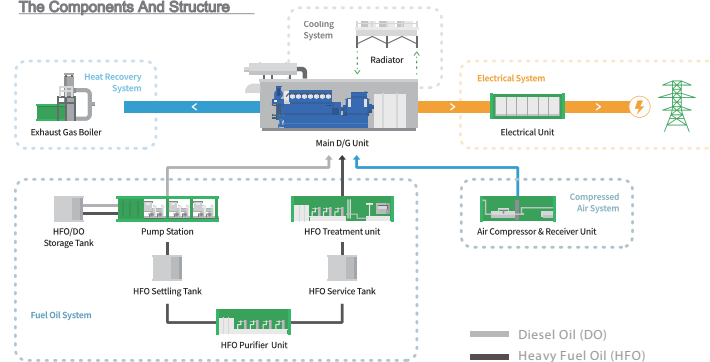 The Components And Structure
Cooling
System
Radiator
Heat Recovery
System
Exhaust Gas Boiler
Main D/G Unit
Electrical System
Electrical Unit
HFO/DO
Storage Tank
Pump Station
HFO Treatment unit
Air Compressor & Receiver Unit
Compressed
Air System
HFO Settling Tank
HFO Service Tank
Fuel Oil System
HFO Purifier Unit
Diesel Oil (DO)
Heavy Fuel Oil (HFO)